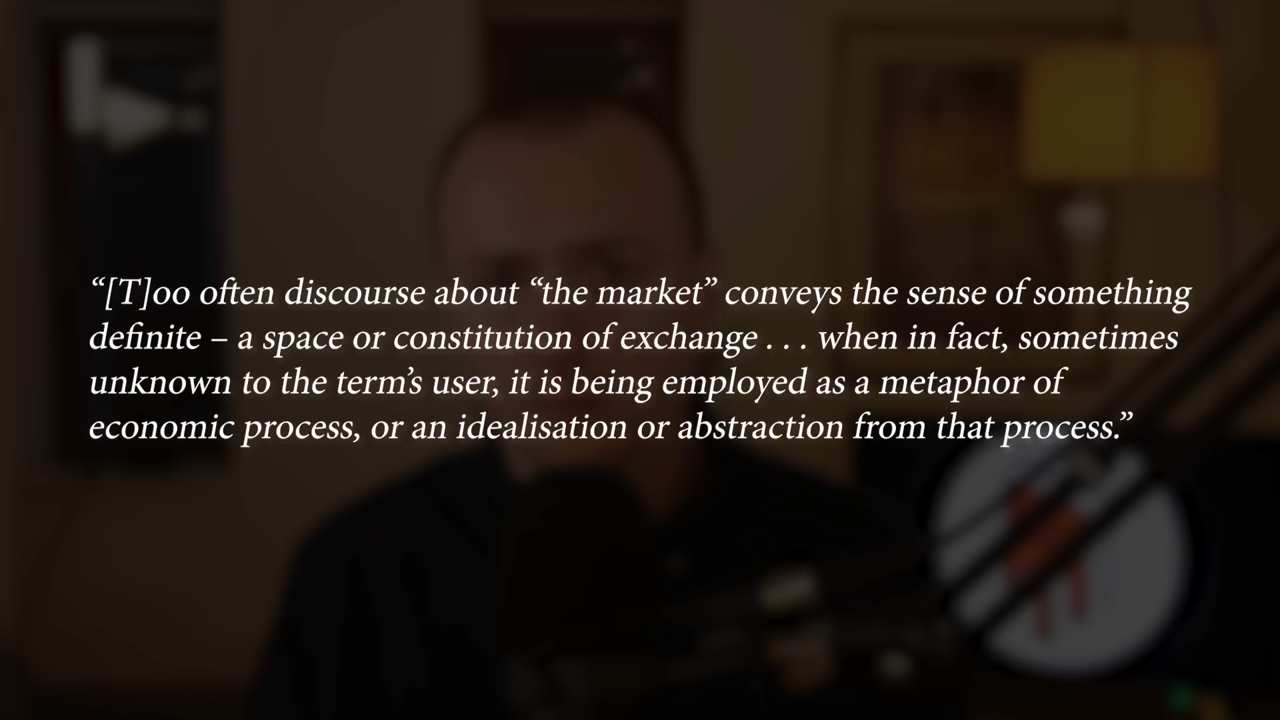 “[T]oo often discourse about “the market” conveys the sense of something
definite – a space or constitution of exchange . . . when in fact, sometimes
unknown to the term’s user, it is being employed as a metaphor of
economic process, or an idealisation or abstraction from that process.”